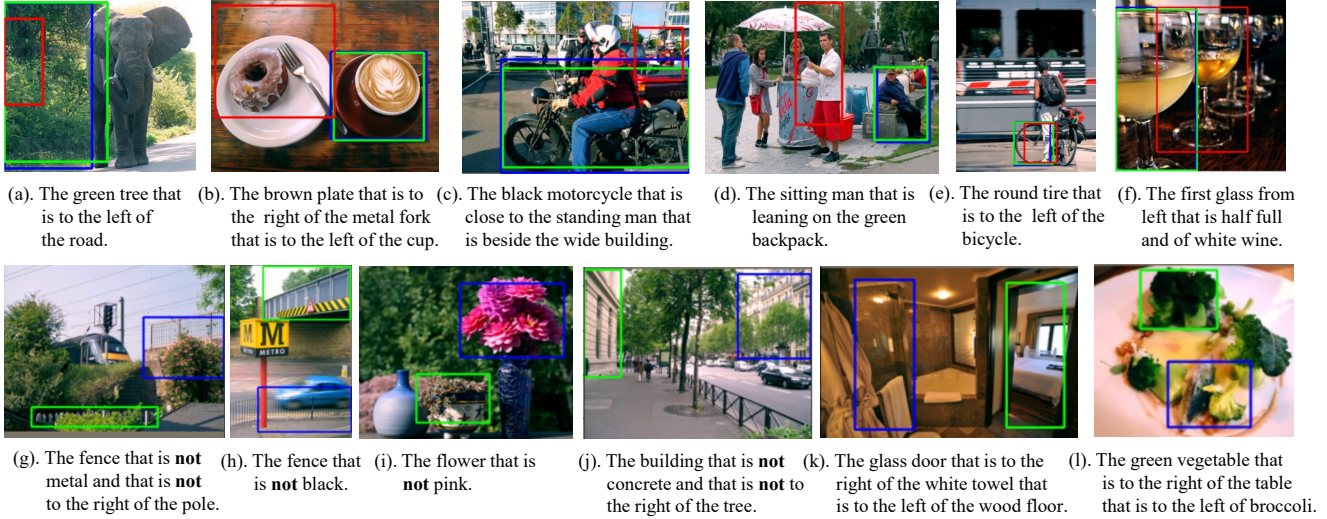 (a). The green tree that
is to the left of
the road.
(b). The brown plate that is to
the right of the metal fork
that is to the left of the cup.
(c). The black motorcycle that is
close to the standing man that
is beside the wide building.
(d). The sitting man that is
leaning on the green
backpack.
(e). The round tire that
is to the left of the
bicycle.
(f). The first glass from
left that is half full
and of white wine.
M M
METRO
(g). The fence that is not
metal and that is not
to the right of the pole.
(h). The fence that
is not black.
(i). The flower that is
not pink.
(j). The building that is not
concrete and that is not to
the right of the tree.
(k). The glass door that is to the
right of the white towel that
is to the left of the wood floor.
(l). The green vegetable that
is to the right of the table
that is to the left of broccoli.